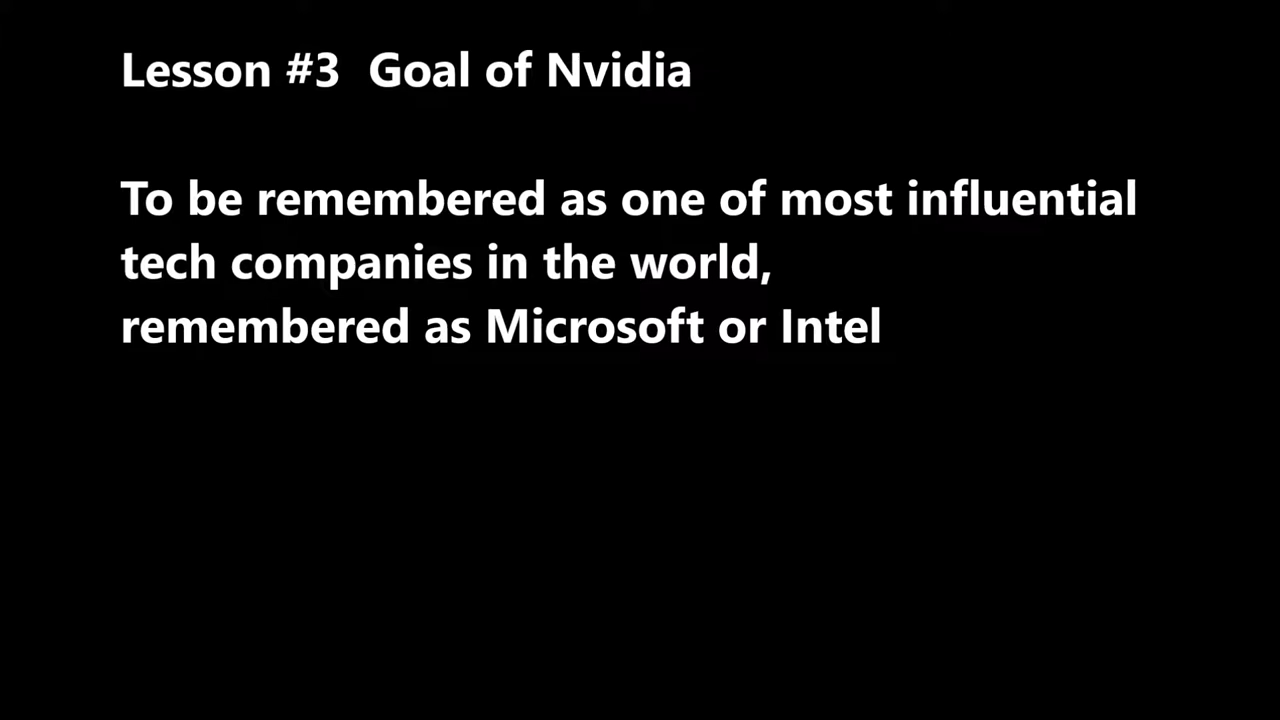 Lesson #3  Goal of Nvidia
To be remembered as one of most influential
tech companies in the world,
remembered as Microsoft or Intel